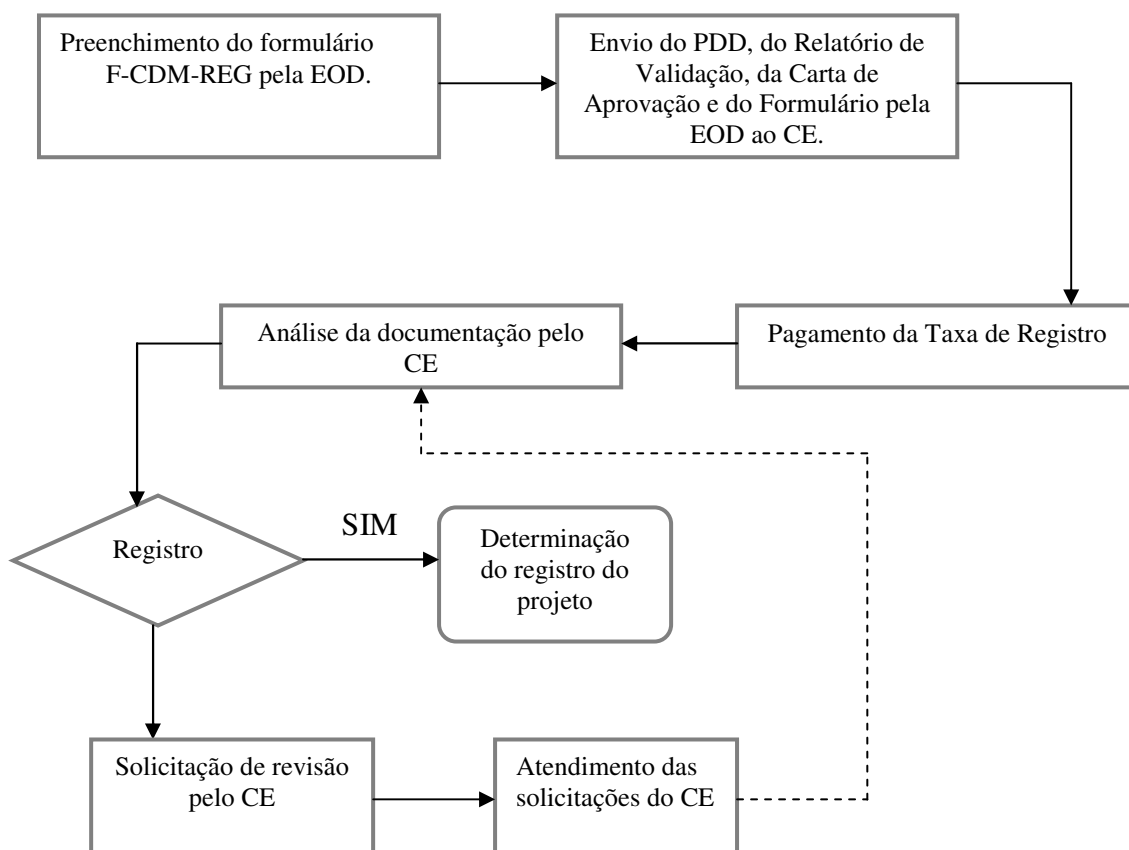 Preenchimento do formulário
F-CDM-REG pela EOD.
Envio do PDD, do Relatório de
Validação, da Carta de
Aprovação e do Formulário pela
EOD ao CE.
Pagamento da Taxa de Registro
Análise da documentação pelo
CE
Registro
SIM
Determinação
do registro do
projeto
Solicitação de revisão
pelo CE
Atendimento das
solicitações do CE